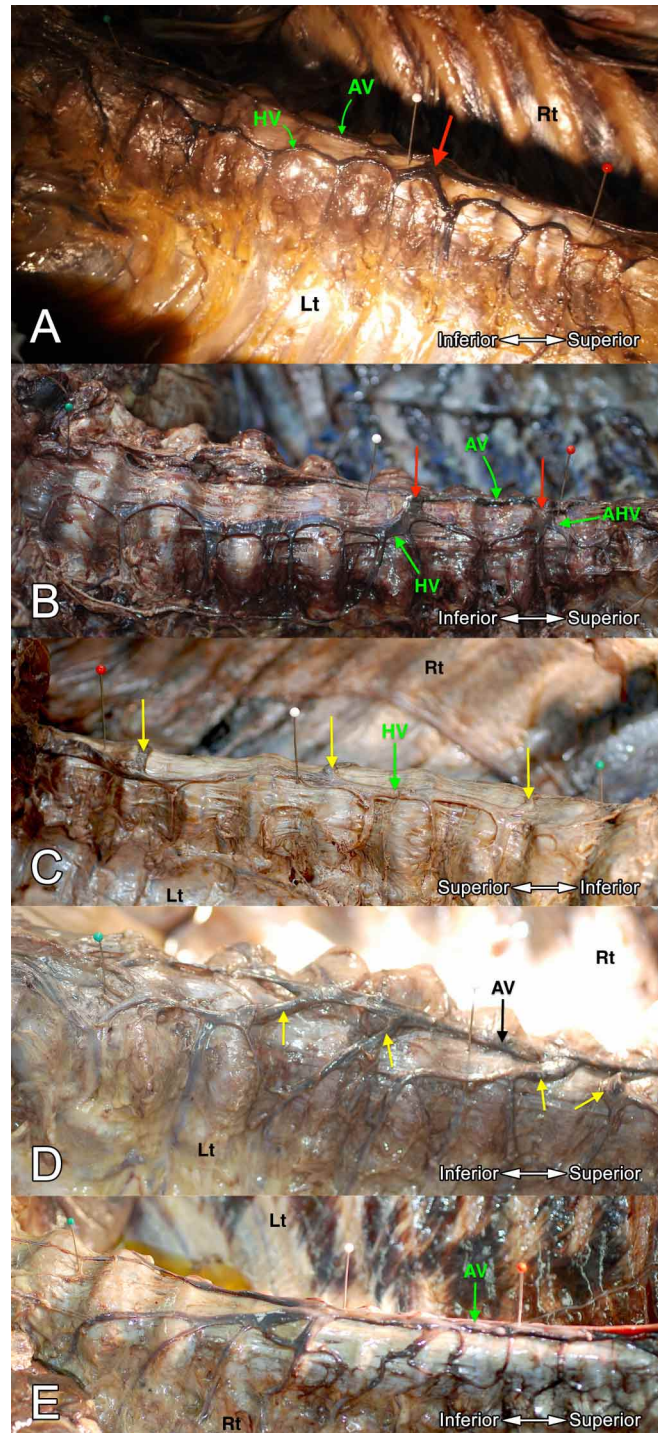 AV
HV
Rt
Lt
A
Inferior Superior
AV
AHV
HV
B
Inferior Superior
Rt
HV
C
Superior Inferior
Lt
Rt
AV
Lt
D
Inferior Superior
Lt
AV
E
Rt
Inferior Superior